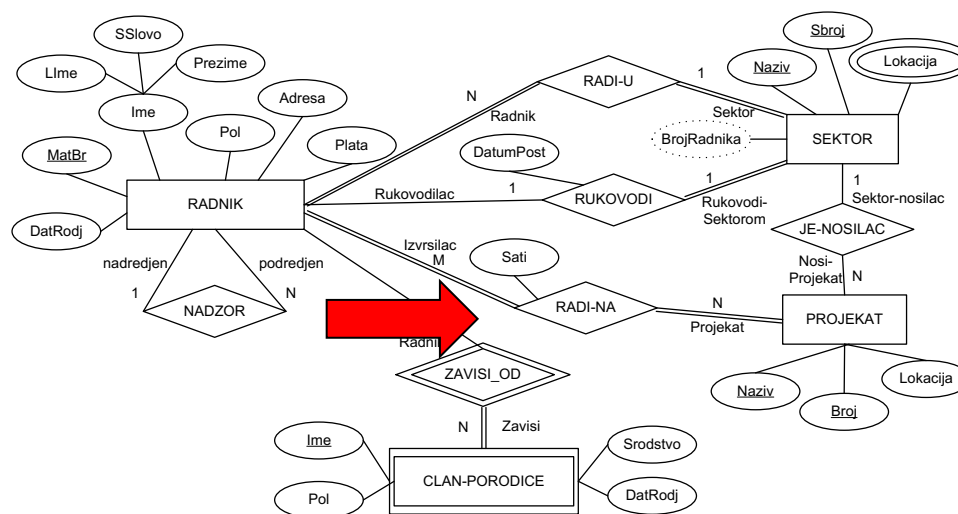 SSlovo
Sbroj
LIme
Prezime
Naziv
Lokacija
Ime
Adresa
N
RADI-U
1
Radnik
Sektor
Pol
BrojRadnika
SEKTOR
MatBr
Plata
DatumPost
RADNIK
Rukovodilac
1
RUKOVODI
1
Rukovodi-
Sektorom
1
Sektor-nosilac
DatRodj
JE-NOSILAC
nadredjen
podredjen
Izvrsilac
M
Sati
Nosi-
Projekat
N
1
NADZOR
N
RADI-NA
N
Projekat
PROJEKAT
ZAVISI_OD
Naziv
Lokacija
Broj
N
Zavisi
Ime
Srodstvo
CLAN-PORODICE
Pol
DatRodj